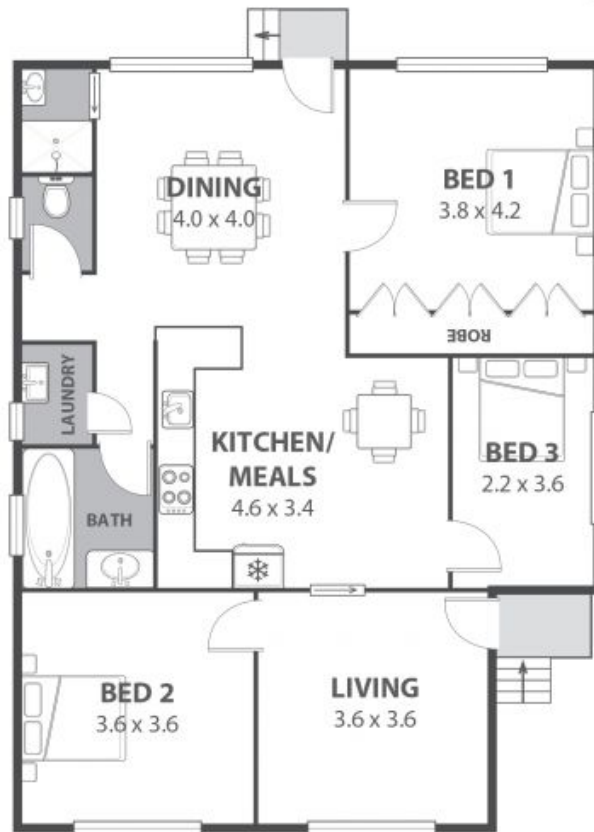 DINING
4.0 x 4.0
BED 1
3.8 x 4.2
ROBE
LAUNDRY
KITCHEN/
MEALS
4.6 x 3.4
BED 3
2.2 x 3.6
BATH
BED 2
3.6 x 3.6
LIVING
3.6 x 3.6